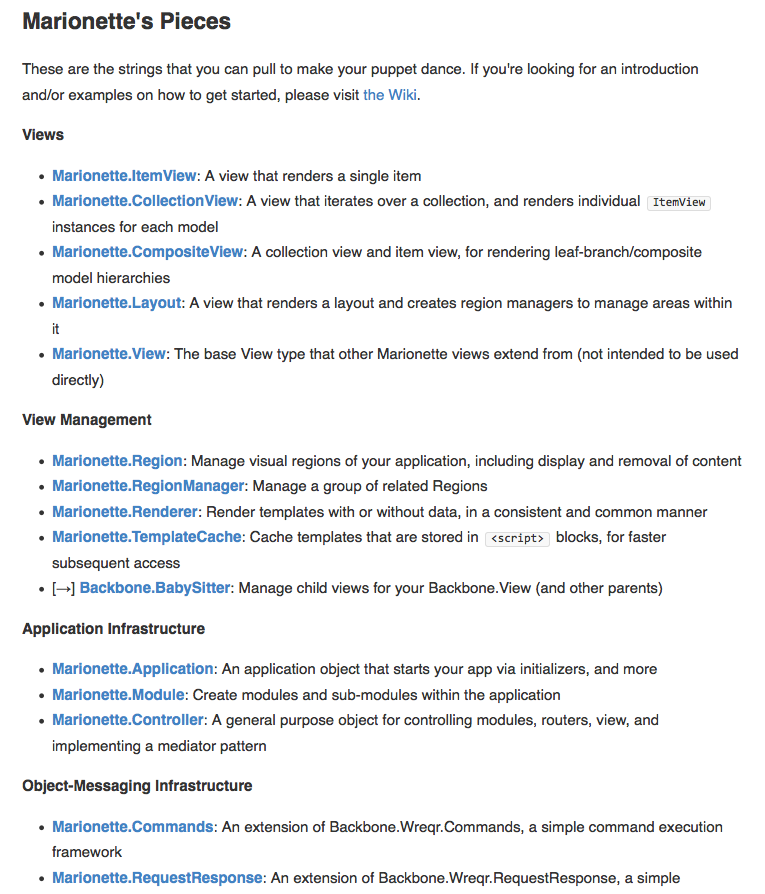 Marionette's Pieces
These are the strings that you can pull to make your puppet dance. If you're looking for an introduction
and/or examples on how to get started, please visit the Wiki.
Views
• Marionette.ItemView: A view that renders a single item
• Marionette.CollectionView: A view that iterates over a collection, and renders individual ItemView
instances for each model
• Marionette.CompositeView: A collection view and item view, for rendering leaf-branch/composite
model hierarchies
• Marionette.Layout: A view that renders a layout and creates region managers to manage areas within
it
• Marionette.View: The base View type that other Marionette views extend from (not intended to be used
directly)
View Management
• Marionette.Region: Manage visual regions of your application, including display and removal of content
• Marionette.RegionManager: Manage a group of related Regions
• Marionette.Renderer: Render templates with or without data, in a consistent and common manner
• Marionette.TemplateCache: Cache templates that are stored in <script> blocks, for faster
subsequent access
• [→] Backbone.BabySitter: Manage child views for your Backbone.View (and other parents)
Application Infrastructure
• Marionette.Application: An application object that starts your app via initializers, and more
• Marionette.Module: Create modules and sub-modules within the application
• Marionette.Controller: A general purpose object for controlling modules, routers, view, and
implementing a mediator pattern
Object-Messaging Infrastructure
• Marionette.Commands: An extension of Backbone.Wreqr.Commands, a simple command execution
framework
• Marionette.RequestResponse: An extension of Backbone.Wreqr.RequestResponse, a simple